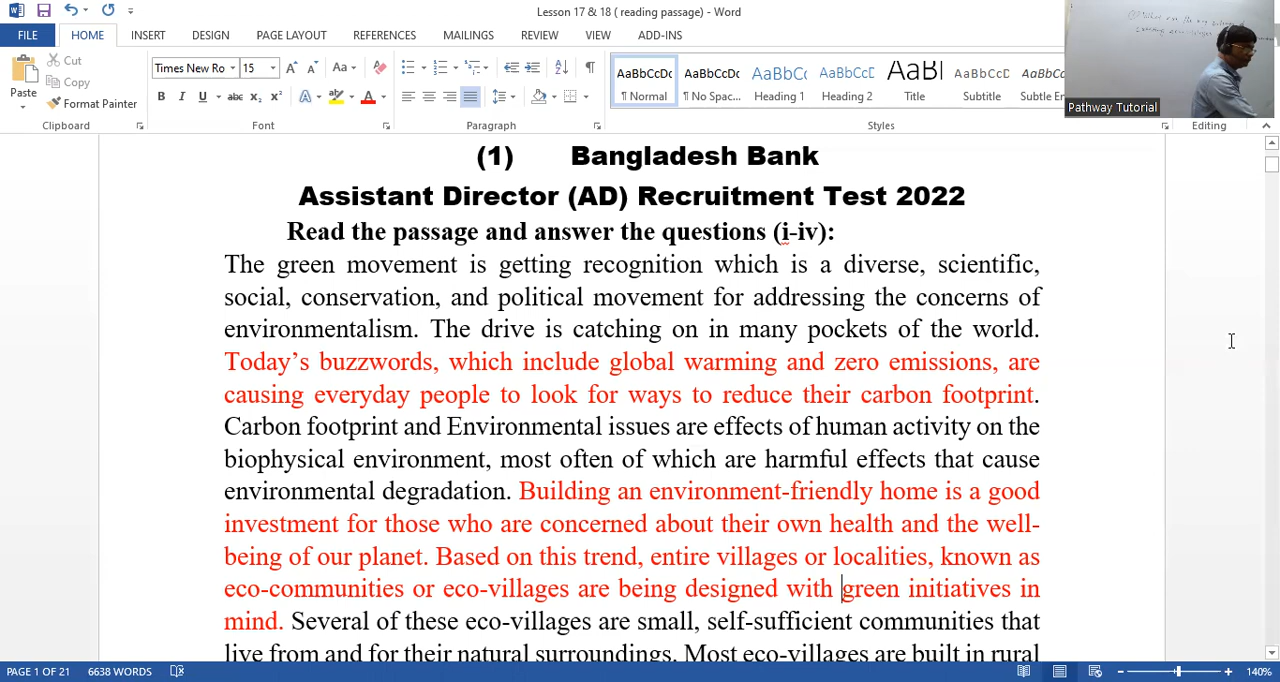 Lesson 17 & 18 ( reading passage) - Word
FILE HOME INSERT DESIGN PAGE LAYOUT REFERENCES MAILINGS REVIEW VIEW ADD-INS
Paste
Cut
Copy
Format Painter
Clipboard
Times New Ro 15
Font
Paragraph
AaBbCcDc AaBbCcDc AaBbC AaBbCcD AaBl AaBbCcD AaBbCcDc
¶ Normal ¶ No Spac... Heading 1 Heading 2 Title Subtitle Subtle Em
Styles
Editing
Pathway Tutorial
(1) Bangladesh Bank
Assistant Director (AD) Recruitment Test 2022
Read the passage and answer the questions (i-iv):
The green movement is getting recognition which is a diverse, scientific,
social, conservation, and political movement for addressing the concerns of
environmentalism. The drive is catching on in many pockets of the world.
Today's buzzwords, which include global warming and zero emissions, are
causing everyday people to look for ways to reduce their carbon footprint.
Carbon footprint and Environmental issues are effects of human activity on the
biophysical environment, most often of which are harmful effects that cause
environmental degradation. Building an environment-friendly home is a good
investment for those who are concerned about their own health and the well-
being of our planet. Based on this trend, entire villages or localities, known as
eco-communities or eco-villages are being designed with green initiatives in
mind. Several of these eco-villages are small, self-sufficient communities that
live from and for their natural surroundings. Most eco-villages are built in rural
PAGE 1 OF 21 6638 WORDS 140%